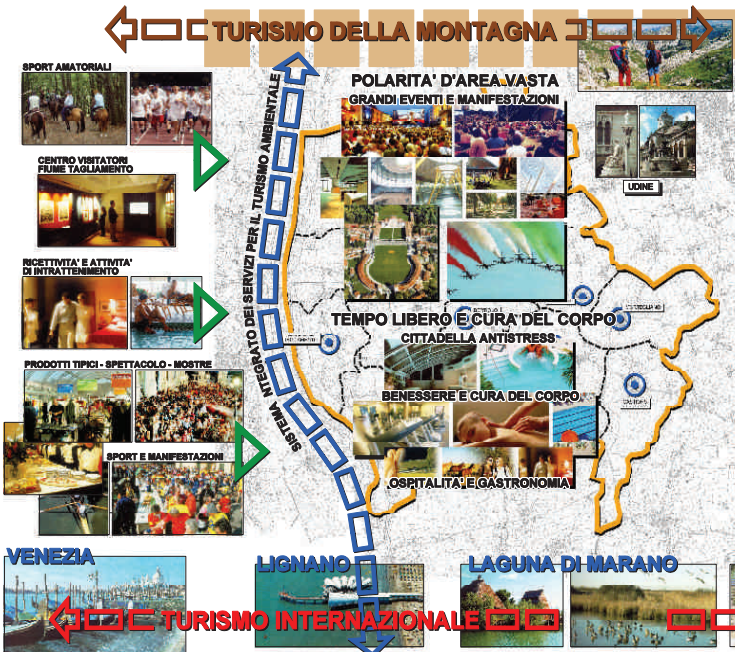 TURISMO DELLA MONTAGNA
SPORT AMATORIALI
POLARITA' D'AREA VASTA
GRANDI EVENTI E MANIFESTAZIONI
CENTRO VISITATORI
FIUME TAGLIAMENTO
UDINE
RICETTIVITA' E ATTIVITA'
DI INTRATTENIMENTO
SISTEMA NTEGRATO DEI SERVIZI PER IL TURISMO AMBIENTALE
TEMPO LIBERO E CURA DEL CORPO
CITTADELLA ANTISTRESS
PRODOTTI TIPICI - SPETTACOLO - MOSTRE
BENESSERE E CURA DEL CORPO
SPORT E MANIFESTAZIONI
OSPITALITA' E GASTRONOMIA
VENEZIA
LIGNANO
LAGUNA DI MARANO
TURISMO INTERNAZIONALE